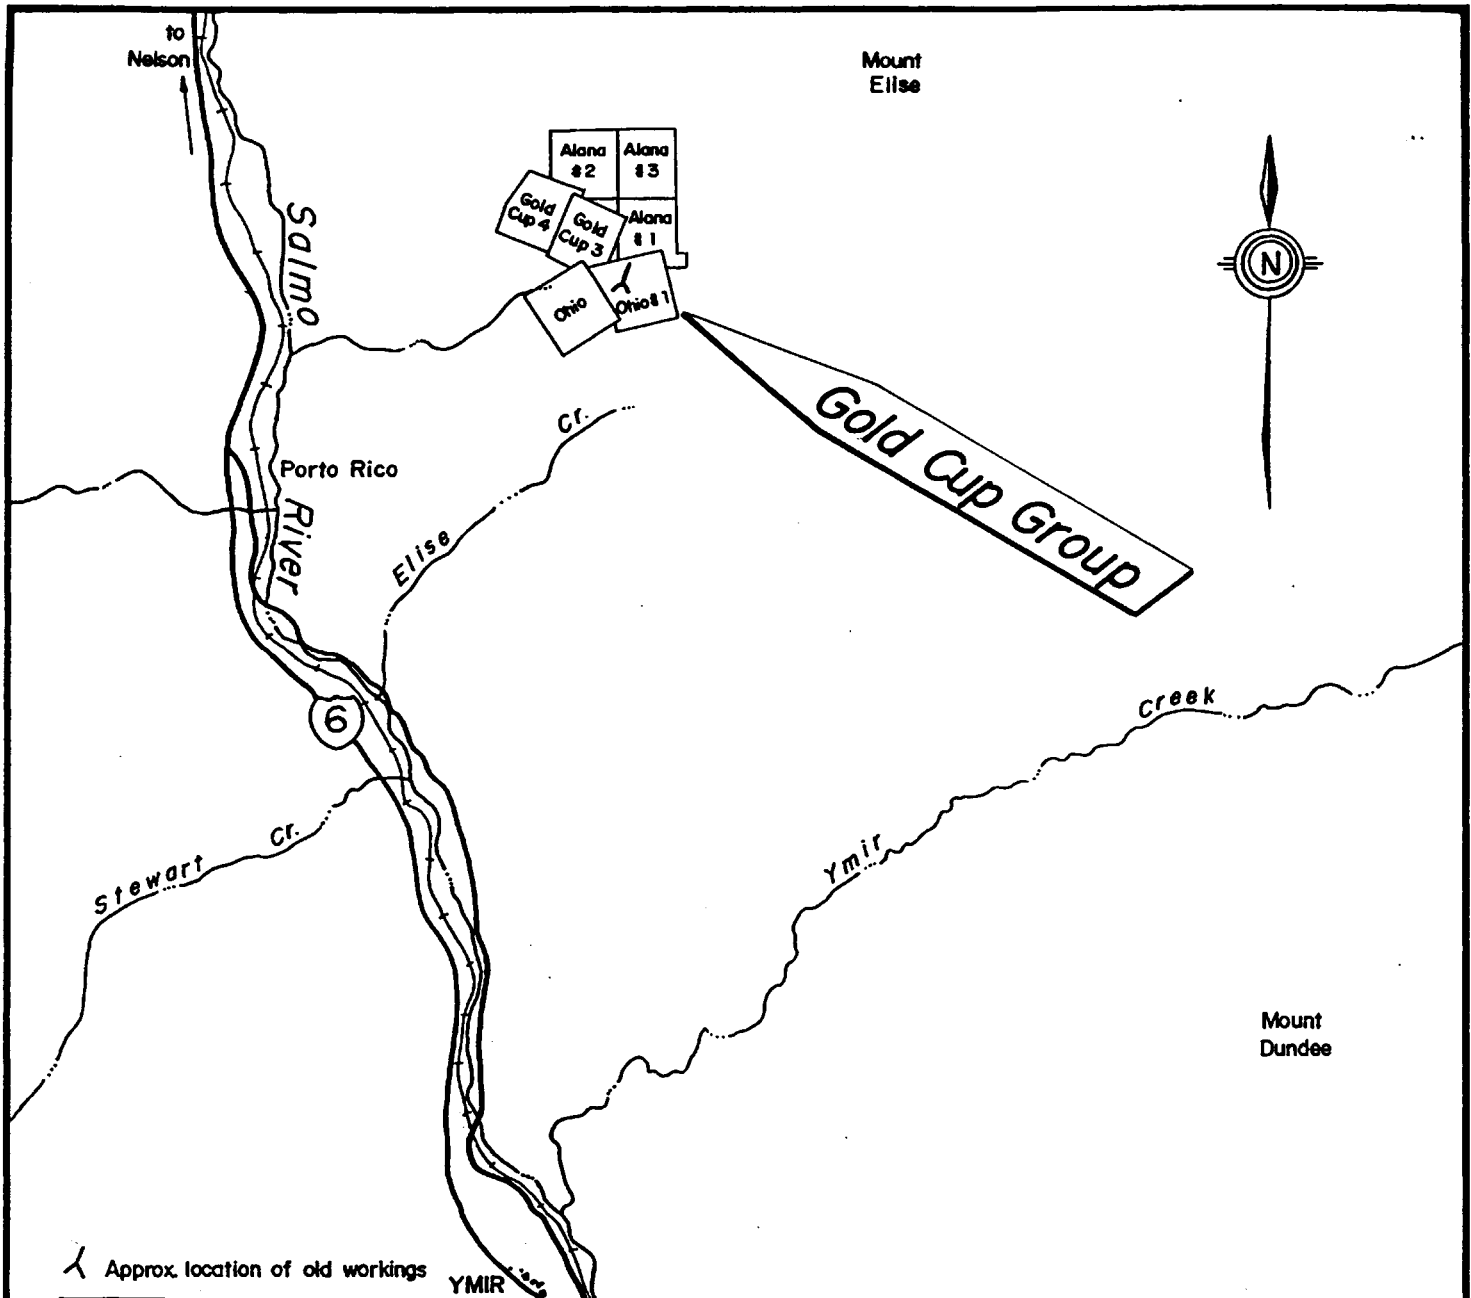 to
Nelson
Mount
Elise
Alana
#2
Alana
#3
Gold
Cup 4
Gold
Cup 3
Alana
#1
Ohio
Ohio#1
N
Salmo
River
Gold Cup Group
Porto Rico
Elise Cr.
6
Stewart Cr.
Ymir Creek
Mount
Dundee
Approx. location of old workings
YMIR